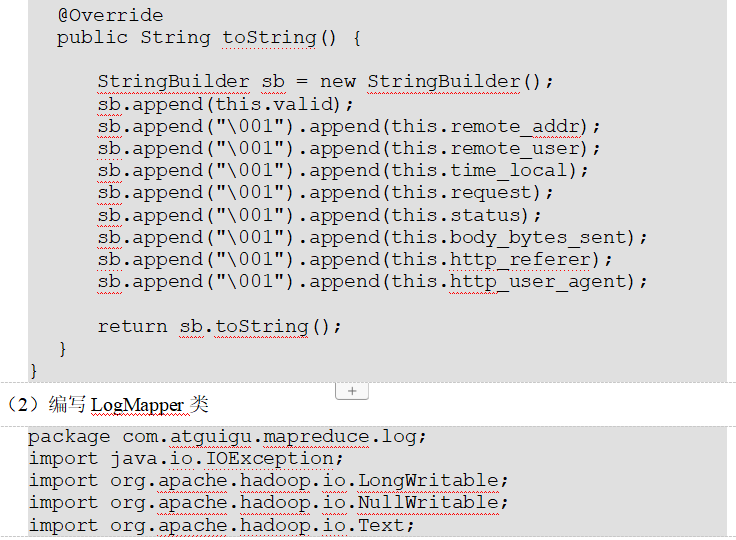 @Override
public String toString() {
StringBuilder sb = new StringBuilder();
sb.append(this.valid);
sb.append("\001").append(this.remote_addr);
sb.append("\001").append(this.remote_user);
sb.append("\001").append(this.time_local);
sb.append("\001").append(this.request);
sb.append("\001").append(this.status);
sb.append("\001").append(this.body_bytes_sent);
sb.append("\001").append(this.http_referer);
sb.append("\001").append(this.http_user_agent);
return sb.toString();
}
}
（2）编写 LogMapper 类
package com.atguigu.mapreduce.log;
import java.io.IOException;
import org.apache.hadoop.io.LongWritable;
import org.apache.hadoop.io.NullWritable;
import org.apache.hadoop.io.Text;